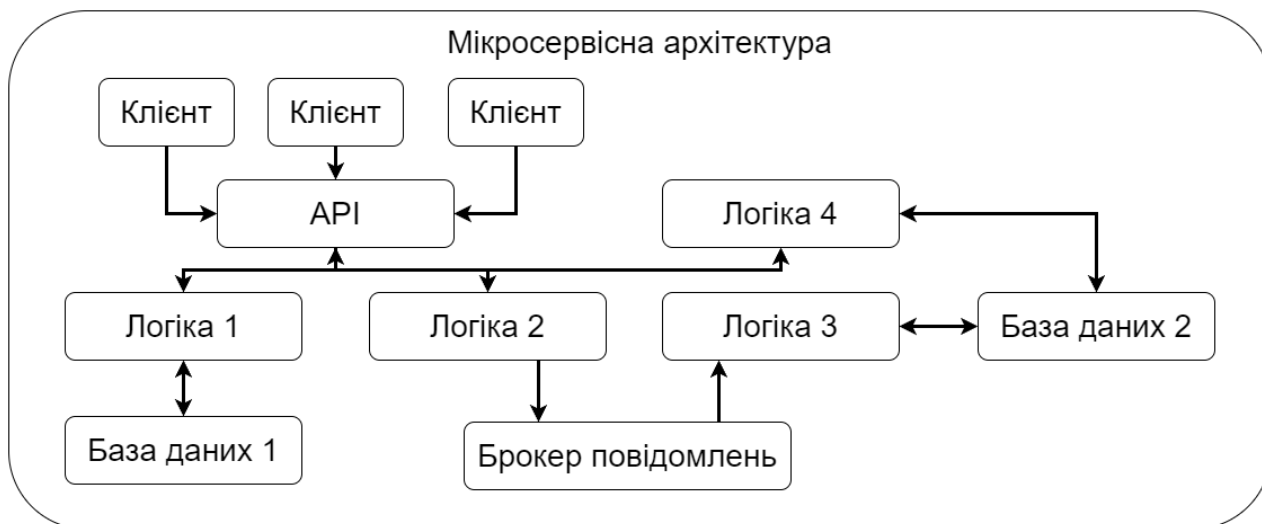 Мікросервісна архітектура
Клієнт
Клієнт
Клієнт
API
Логіка 4
Логіка 1
Логіка 2
Логіка 3
База даних 2
База даних 1
Брокер повідомлень